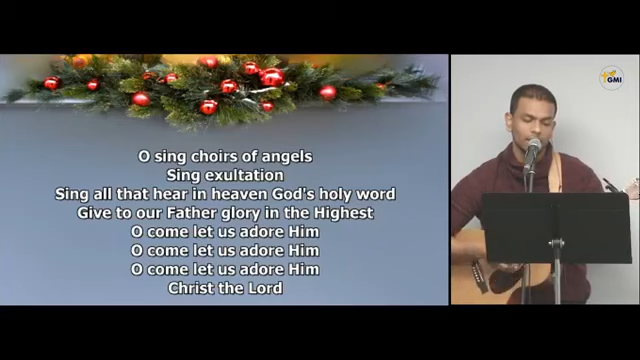 O sing choirs of angels
Sing exultation
Sing all that hear in heaven God's holy word
Give to our Father glory in the Highest
O come let us adore Him
O come let us adore Him
O come let us adore Him
Christ the Lord
GMI